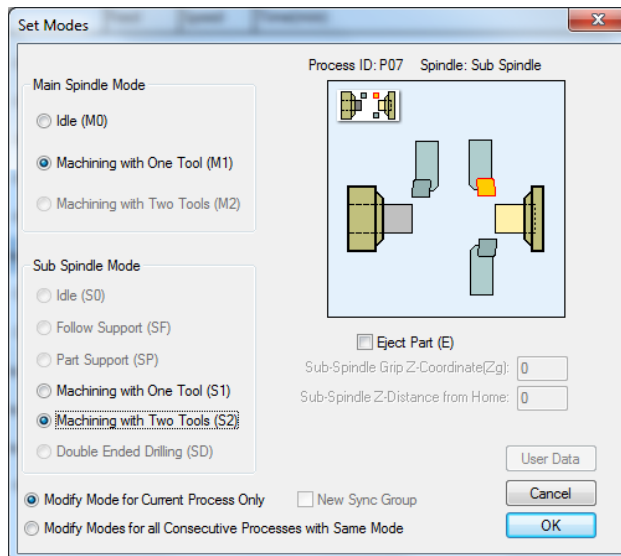 Set Modes
Process ID: P07 Spindle: Sub Spindle
Main Spindle Mode
Idle (M0)
Machining with One Tool (M1)
Machining with Two Tools (M2)
Sub Spindle Mode
Idle (S0)
Follow Support (SF)
Part Support (SP)
Machining with One Tool (S1)
Machining with Two Tools (S2)
Double Ended Drilling (SD)
Eject Part (E)
Sub-Spindle Grip Z-Coordinate(Zg): 0
Sub-Spindle Z-Distance from Home: 0
User Data
Modify Mode for Current Process Only
New Sync Group
Cancel
Modify Modes for all Consecutive Processes with Same Mode
OK